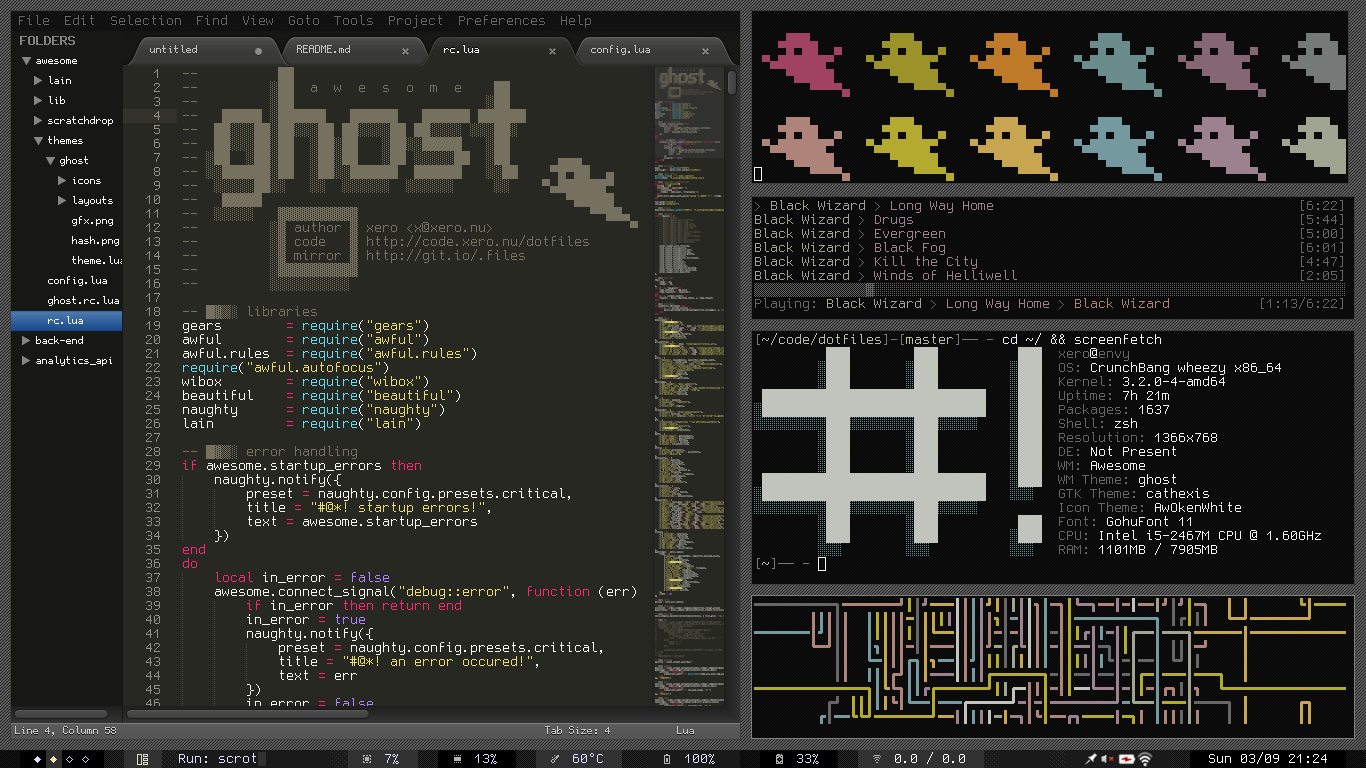 File Edit Selection Find View Goto Tools Project Preferences Help
FOLDERS
awesome
lain
lib
scratchdrop
themes
ghost
icons
layouts
gfx.png
hash.png
theme.lua
config.lua
ghost.rc.lua
rc.lua
back-end
analytics_api
untitled
README.md
rc.lua
config.lua
1 --
2 -- awesome
3 --
4 --
5 -- ghost
6 --
7 --
8 --
9 --
10 --
11 --
12 -- author xero <x@xero.nu>
13 -- code http://code.xero.nu/dotfiles
14 -- mirror http://git.io/.files
15 --
16 --
17
18 -- libraries
19 gears = require("gears")
20 awful = require("awful")
21 awful.rules = require("awful.rules")
22 require("awful.autofocus")
23 wibox = require("wibox")
24 beautiful = require("beautiful")
25 naughty = require("naughty")
26 lain = require("lain")
27
28 -- error handling
29 if awesome.startup_errors then
30 naughty.notify({
31 preset = naughty.config.presets.critical,
32 title = "#@*! startup errors!",
33 text = awesome.startup_errors
34 })
35 end
36 do
37 local in_error = false
38 awesome.connect_signal("debug::error", function (err)
39 if in_error then return end
40 in_error = true
41 naughty.notify({
42 preset = naughty.config.presets.critical,
43 title = "#@*! an error occured!",
44 text = err
45 })
46 in_error = false
Line 4, Column 58
Tab Size: 4
Lua
> Black Wizard > Long Way Home [6:22]
Black Wizard > Drugs [5:44]
Black Wizard > Evergreen [5:00]
Black Wizard > Black Fog [6:01]
Black Wizard > Kill the City [4:47]
Black Wizard > Winds of Helliwell [2:05]
Playing: Black Wizard > Long Way Home > Black Wizard [1:13/6:22]
[~/code/dotfiles]-[master]── - cd ~/ && screenfetch
xero@envy
OS: CrunchBang wheezy x86_64
Kernel: 3.2.0-4-amd64
Uptime: 7h 21m
Packages: 1637
Shell: zsh
Resolution: 1366x768
DE: Not Present
WM: Awesome
WM Theme: ghost
GTK Theme: cathexis
Icon Theme: AwOkenWhite
Font: GohuFont 11
CPU: Intel i5-2467M CPU @ 1.60GHz
RAM: 1101MB / 7905MB
[~]── -
Run: scrot
7%
13%
60°C
100%
33%
0.0 / 0.0
Sun 03/09 21:24